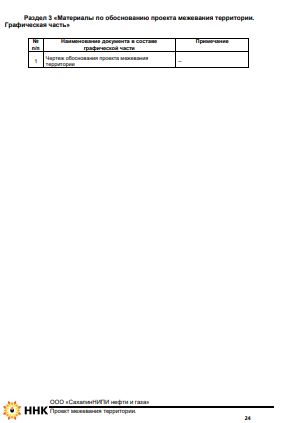 Раздел 3 «Материалы по обоснованию проекта межевания территории.
Графическая часть»
№ п/п Наименование документа в составе графической части Примечание
1 Чертеж обоснования проекта межевания территории –
ООО «СахалинНИПИ нефти и газа»
ННК Проект межевания территории.
24